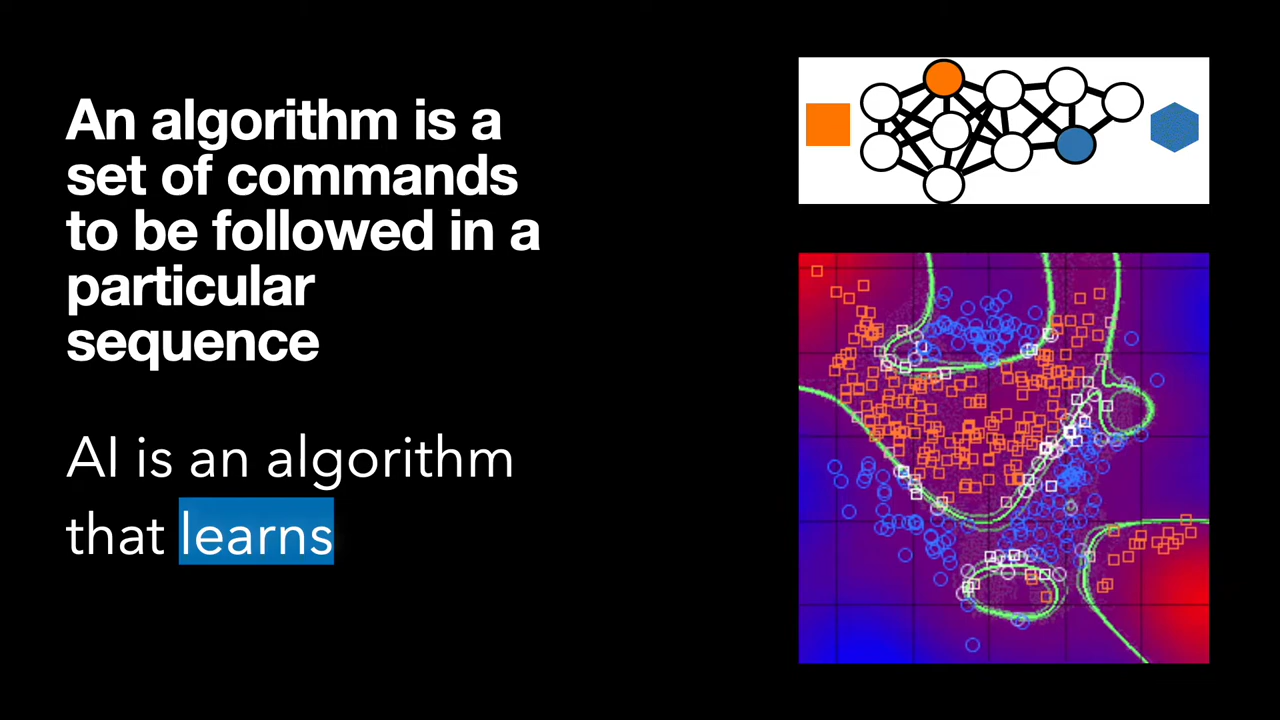 An algorithm is a
set of commands
to be followed in a
particular
sequence
AI is an algorithm
that learns